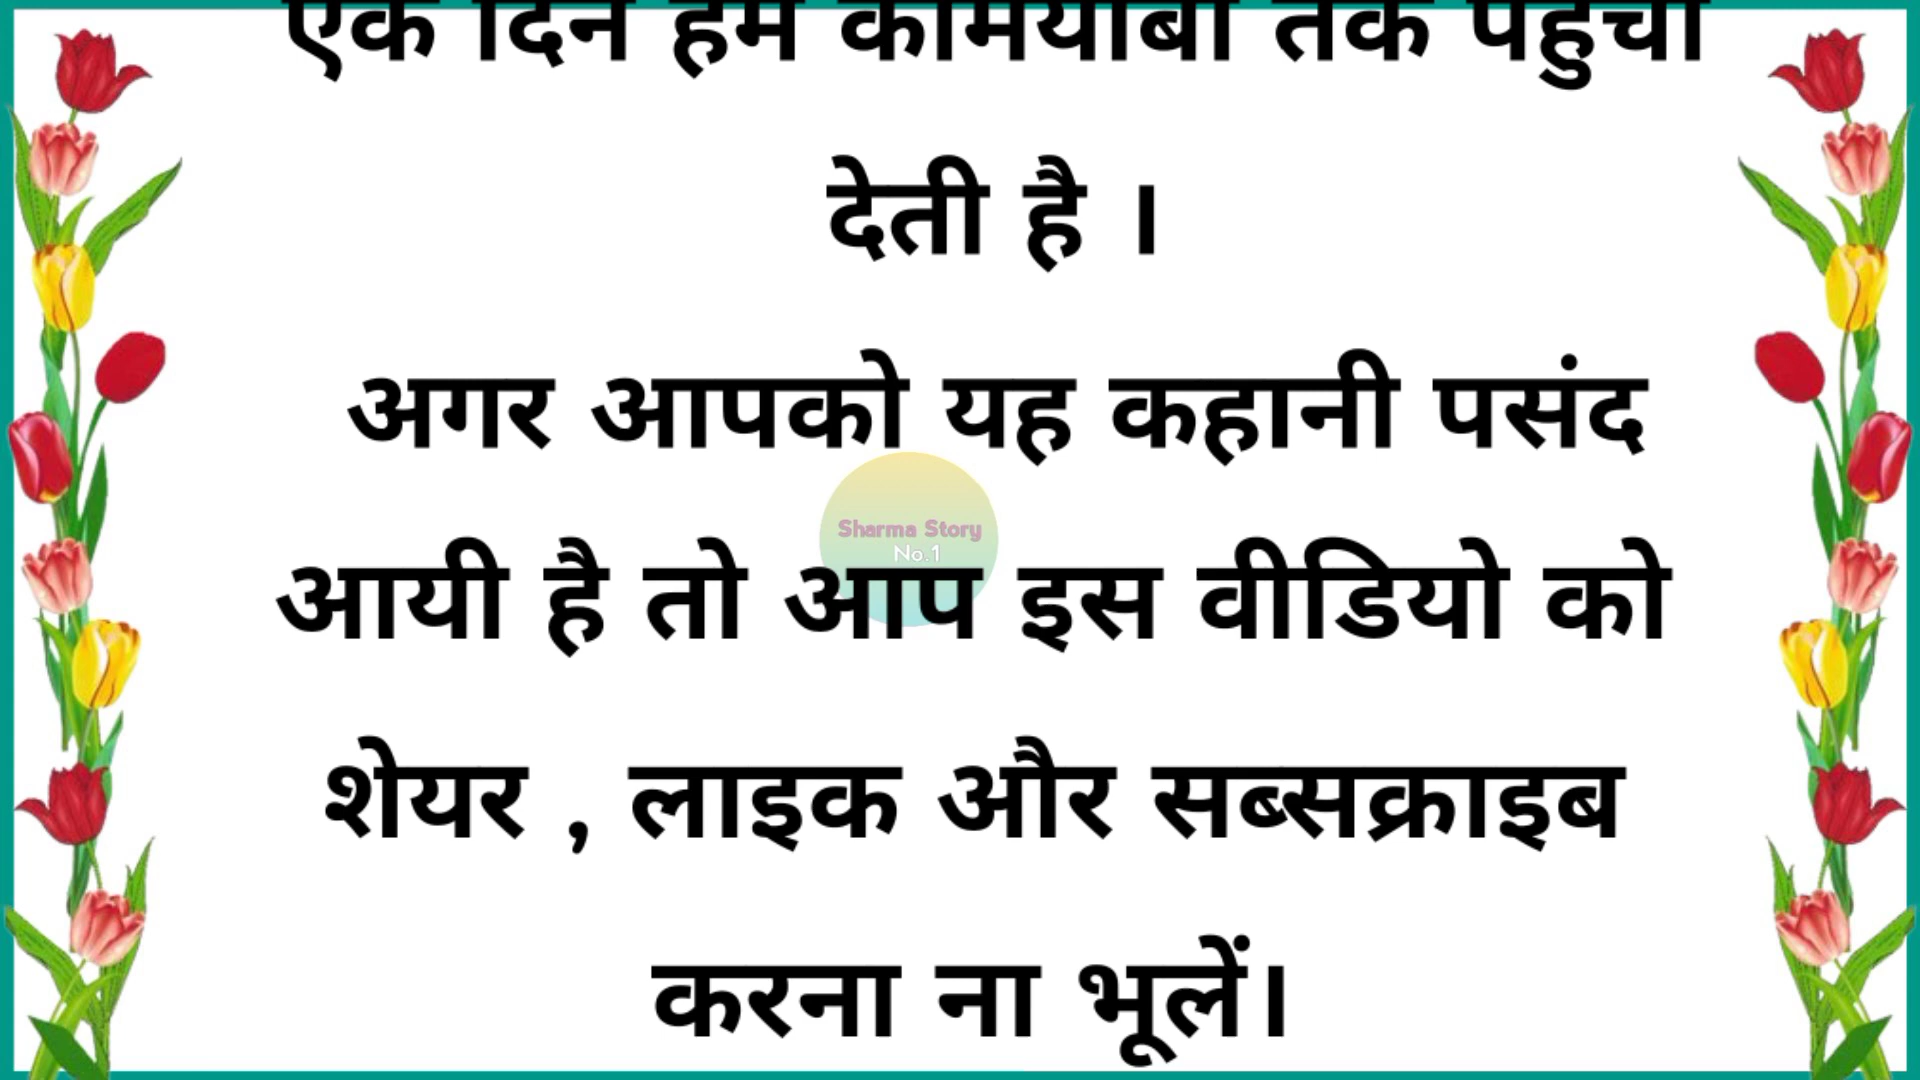 एक दिन हमें कामयाबी तक पहुंचा
देती है ।
अगर आपको यह कहानी पसंद
Sharma Story
No.1
आयी है तो आप इस वीडियो को
शेयर , लाइक और सब्सक्राइब
करना ना भूलें।